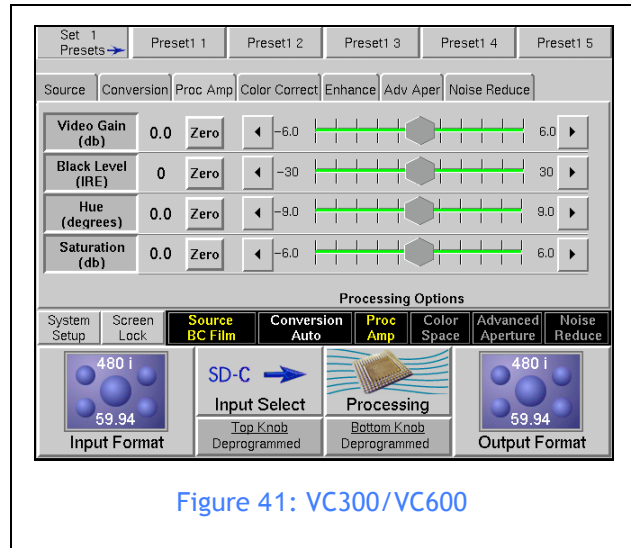 Set 1 Presets Preset1 1 Preset1 2 Preset1 3 Preset1 4 Preset1 5
Source Conversion Proc Amp Color Correct Enhance Adv Aper Noise Reduce
Video Gain (db) 0.0 Zero -6.0 6.0
Black Level (IRE) 0 Zero -30 30
Hue (degrees) 0.0 Zero -9.0 9.0
Saturation (db) 0.0 Zero -6.0 6.0
Processing Options
System Setup Screen Lock Source BC Film Conversion Auto Proc Amp Color Space Advanced Aperture Noise Reduce
480 i 59.94 Input Format
SD-C Input Select
Processing
480 i 59.94 Output Format
Top Knob Deprogrammed
Bottom Knob Deprogrammed
Figure 41: VC300/VC600